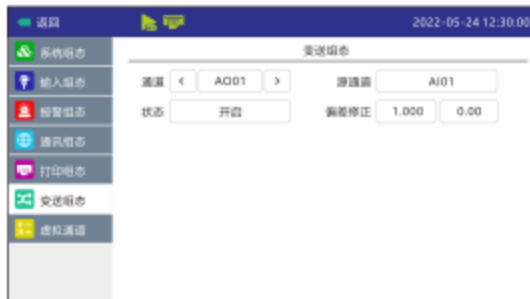 返回 2022-05-24 12:30:00
系统组态
输入组态
报警组态
通讯组态
打印组态
变送组态
虚拟通道
变送组态
通道 < AO01 > 源通道 AI01
状态 开启 偏差修正 1.000 0.00